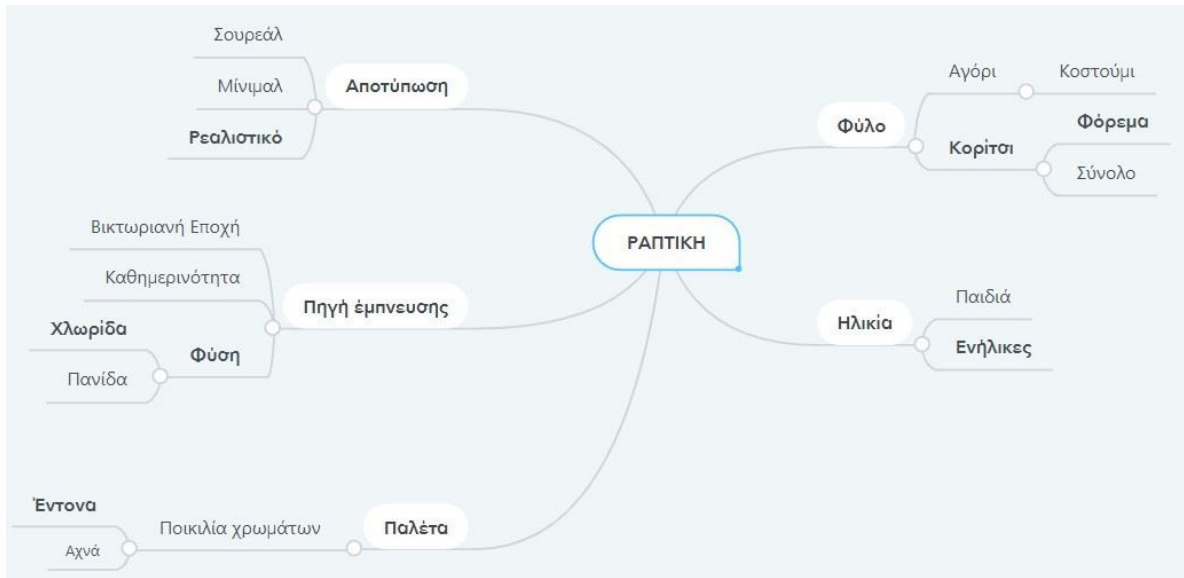 Σουρεάλ
Μίνιμαλ
Ρεαλιστικό
Αποτύπωση
Βικτωριανή Εποχή
Καθημερινότητα
Χλωρίδα
Πανίδα
Φύση
Πηγή έμπνευσης
Έντονα
Αχνά
Ποικιλία χρωμάτων
Παλέτα
ΡΑΠΤΙΚΗ
Φύλο
Αγόρι
Κοστούμι
Κορίτσι
Φόρεμα
Σύνολο
Ηλικία
Παιδιά
Ενήλικες